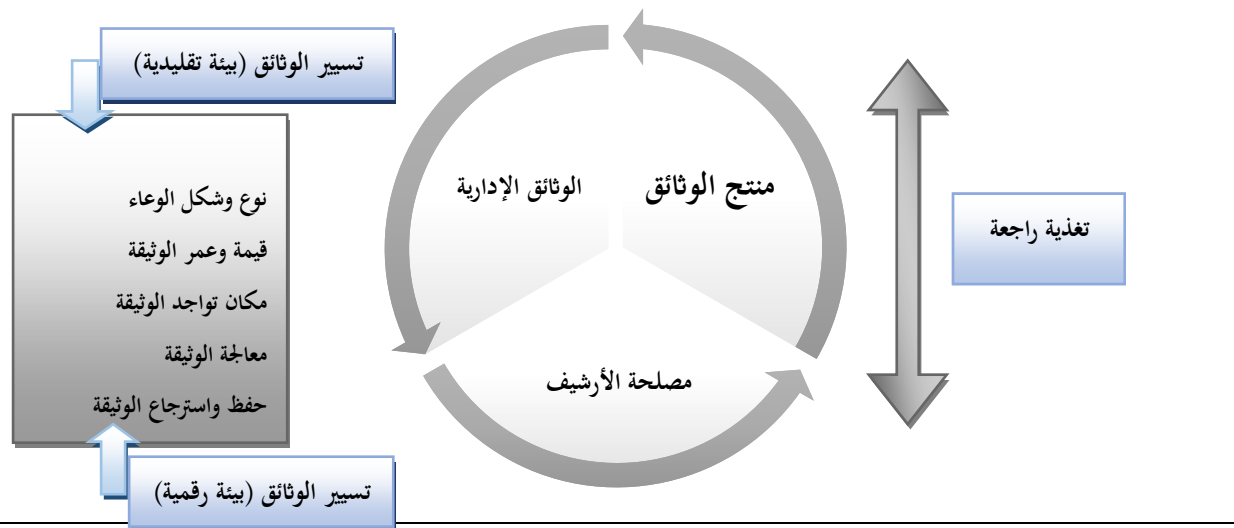 تسيير الوثائق (بيئة تقليدية)
نوع وشكل الوعاء
قيمة وعمر الوثيقة
مكان تواجد الوثيقة
معالجة الوثيقة
حفظ واسترجاع الوثيقة
تسيير الوثائق (بيئة رقمية)
منتج الوثائق
الوثائق الإدارية
مصلحة الأرشيف
تغذية راجعة